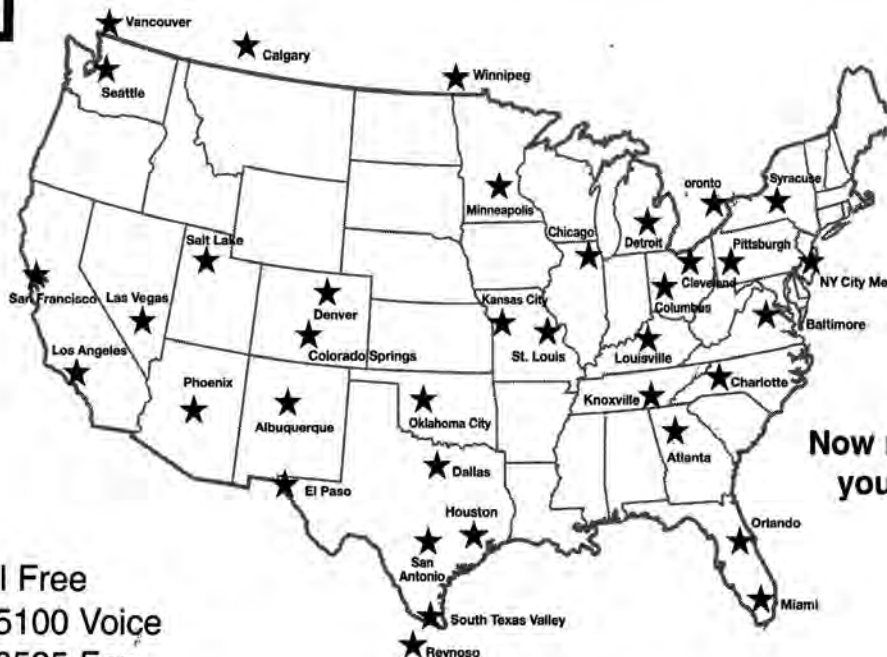 Vancouver
Calgary
Winnipeg
Seattle
Minneapolis
oronto
Syracuse
Chicago
Detroit
Pittsburgh
Salt Lake
Cleveland
NY City Me
San Francisco
Las Vegas
Denver
Kansas City
Columbus
Baltimore
Colorado Springs
St. Louis
Louisville
Los Angeles
Phoenix
Albuquerque
Oklahoma City
Knoxville
Charlotte
Atlanta
Dallas
El Paso
Houston
San
Antonio
Orlando
Miami
South Texas Valley
Reynoso
Now
you
l Free
5100 Voice